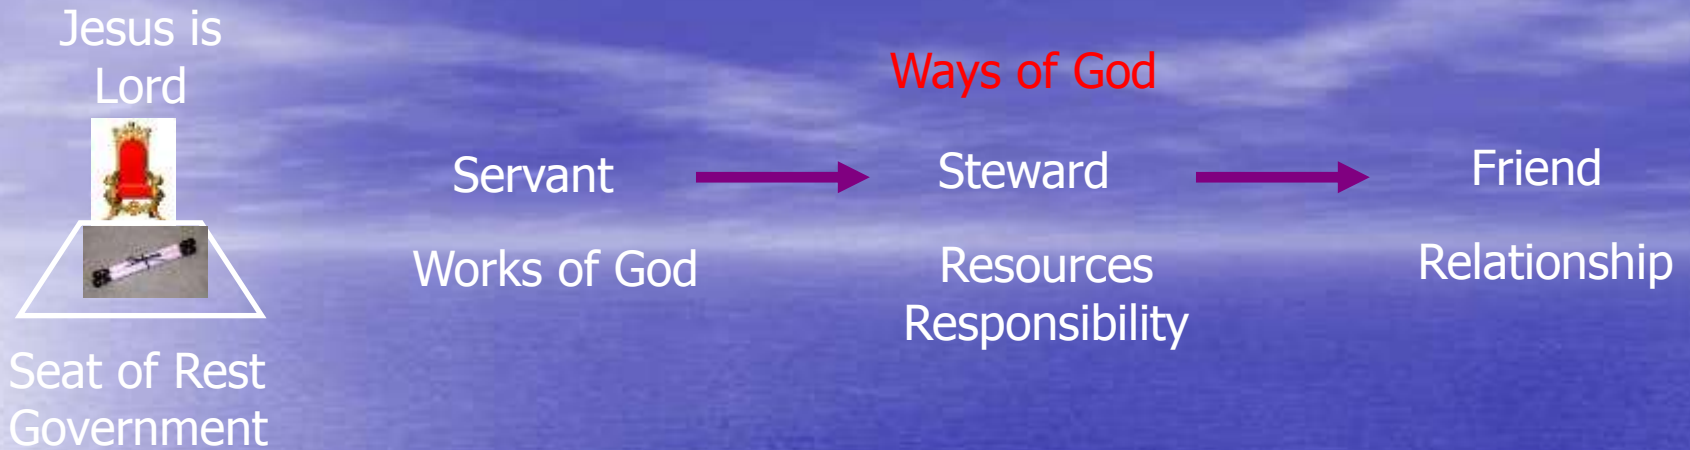 Jesus is
Lord
Ways of God
Servant
Steward
Friend
Works of God
Resources
Responsibility
Relationship
Seat of Rest
Government